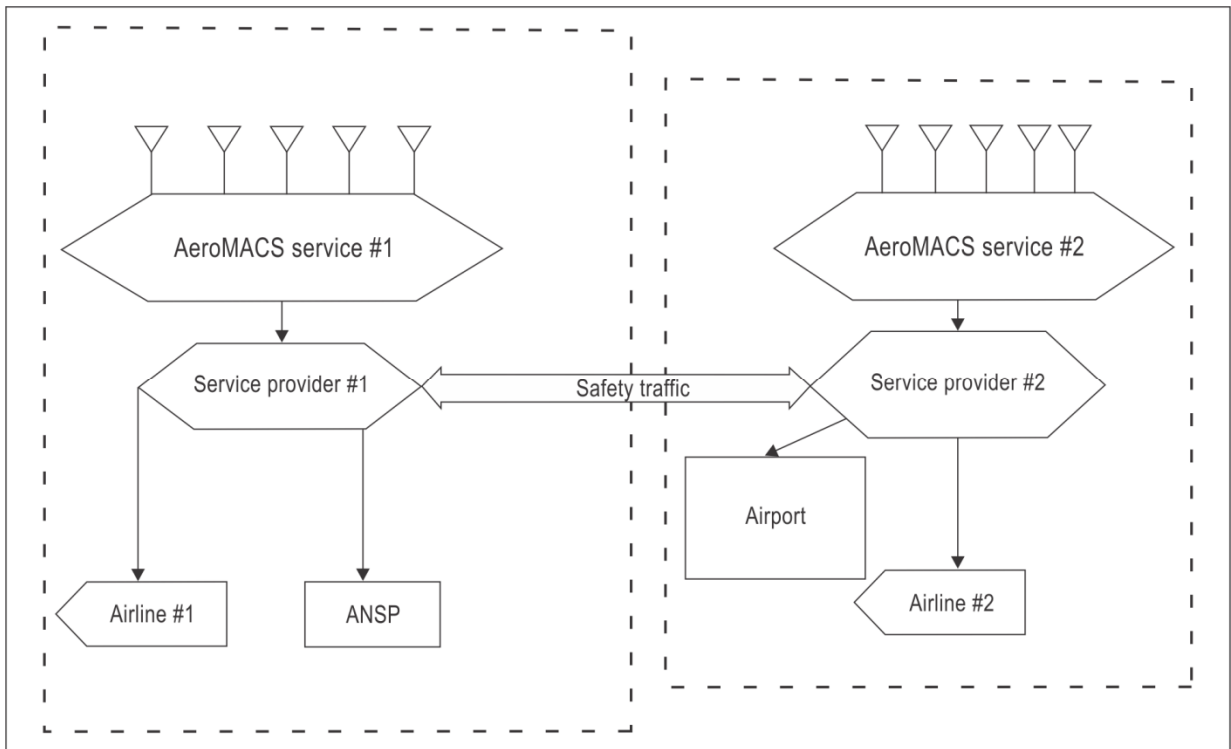 AeroMACS service #1
AeroMACS service #2
Service provider #1
Safety traffic
Service provider #2
Airport
Airline #1
ANSP
Airline #2